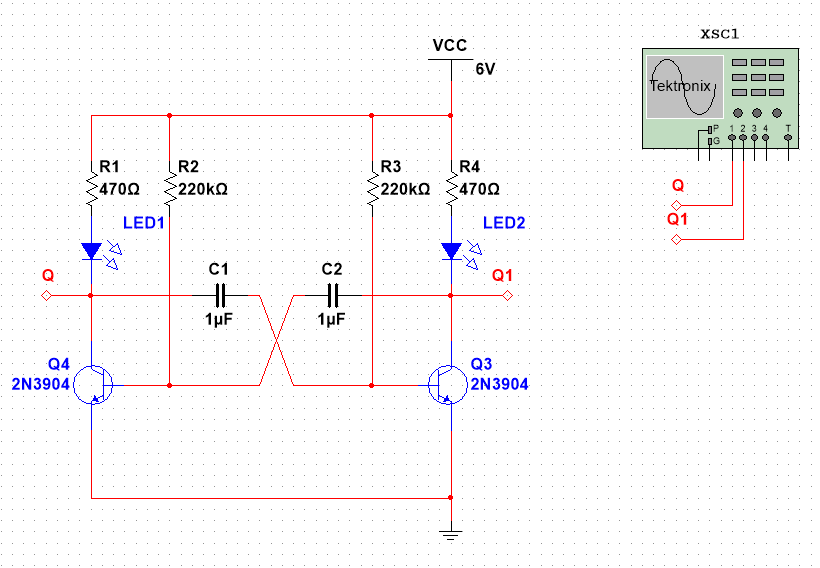 XSC1
VCC
6V
Tektronix
P
G
1 2 3 4 T
R1
470Ω
R2
220kΩ
R3
220kΩ
R4
470Ω
Q
Q1
LED1
LED2
Q
C1
1µF
C2
1µF
Q1
Q4
2N3904
Q3
2N3904